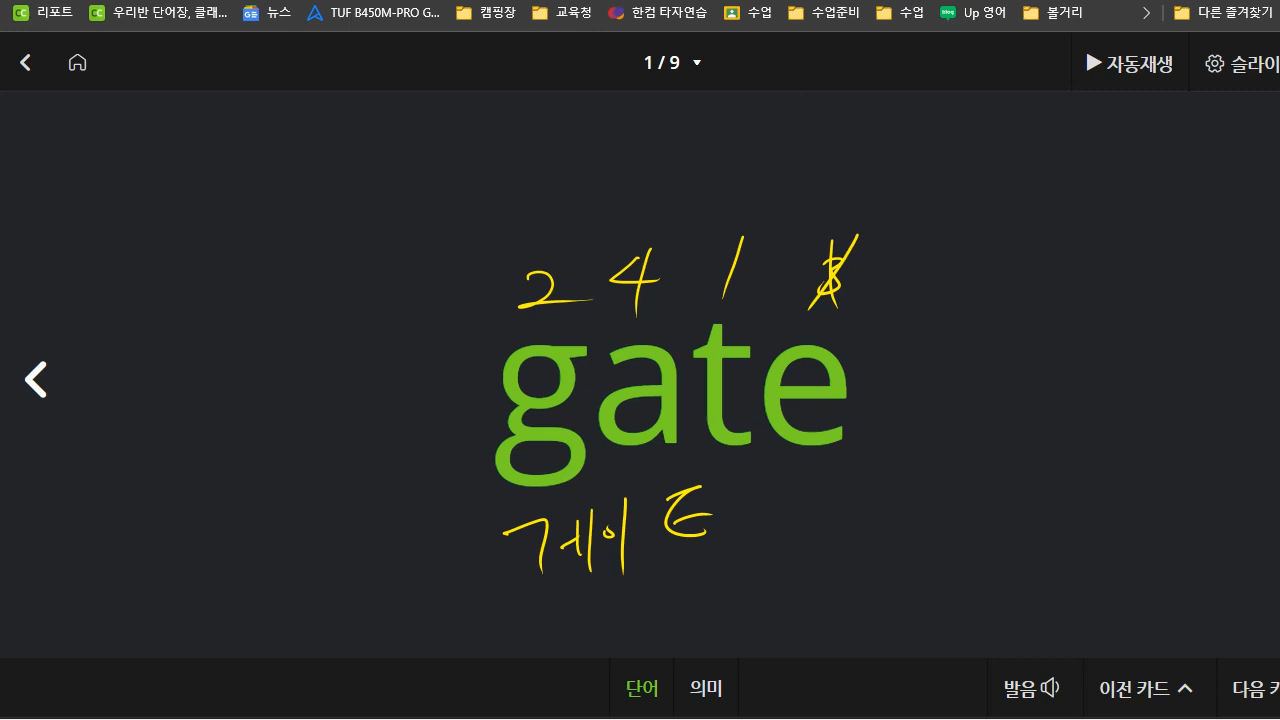 리포트 우리반 단어장, 클래... 뉴스 TUF B450M-PRO G... 캠핑장 교육청 한컴 타자연습 수업 수업준비 수업 Up 영어 볼거리 다른 즐겨찾기
1 / 9 자동재생 슬라이
2 4 1
gate
게이트
단어 의미 발음 이전 카드 다음